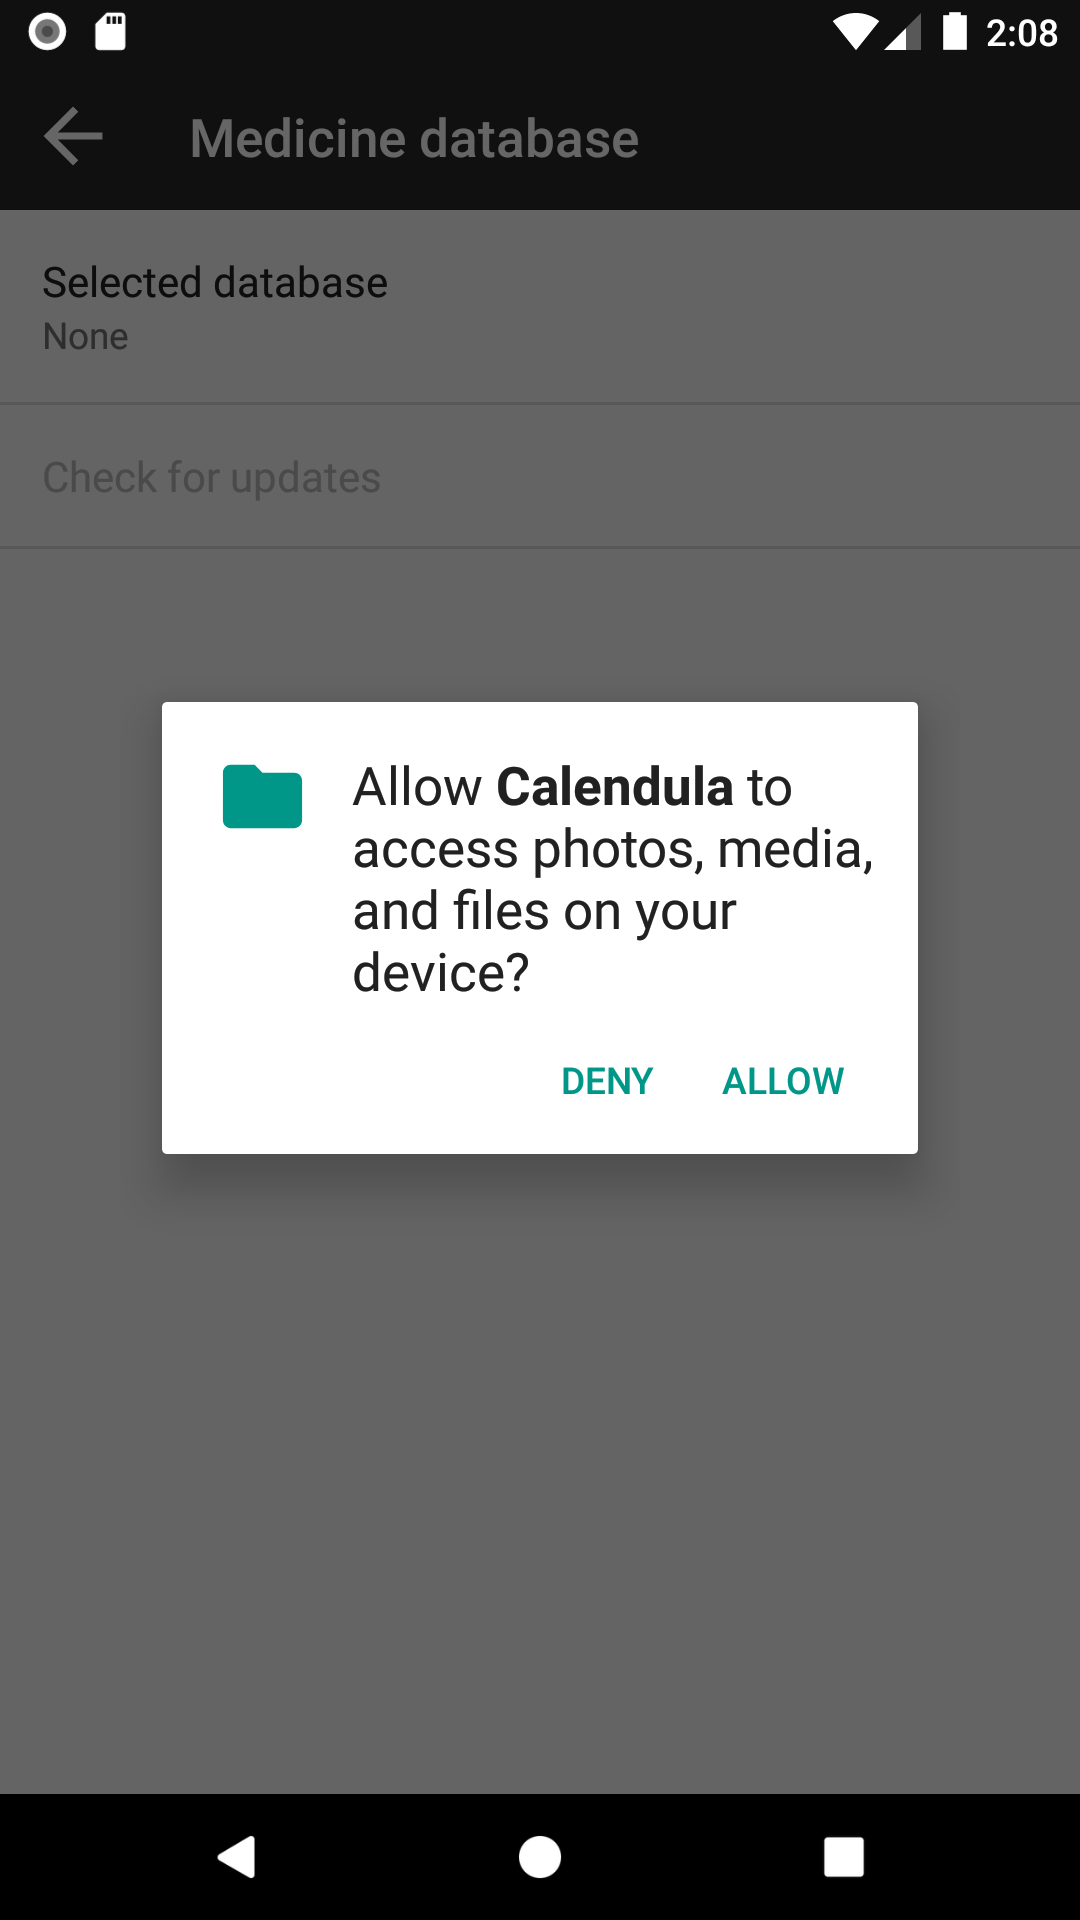 2:08
Medicine database
Selected database
None
Check for updates
Allow Calendula to
access photos, media,
and files on your
device?
DENY ALLOW